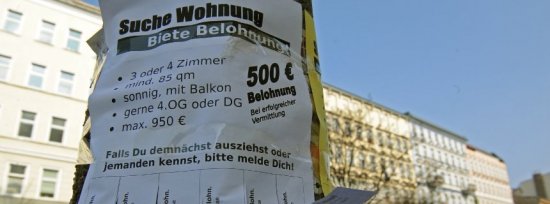 Suche Wohnung
Biete Belohnung
• 3 oder 4 Zimmer
• mind. 85 qm
• sonnig, mit Balkon
• gerne 4.OG oder DG
• max. 950 €
500 €
Belohnung
Bei erfolgreicher
Vermittlung
Falls Du demnächst ausziehst oder
jemanden kennst, bitte melde Dich!